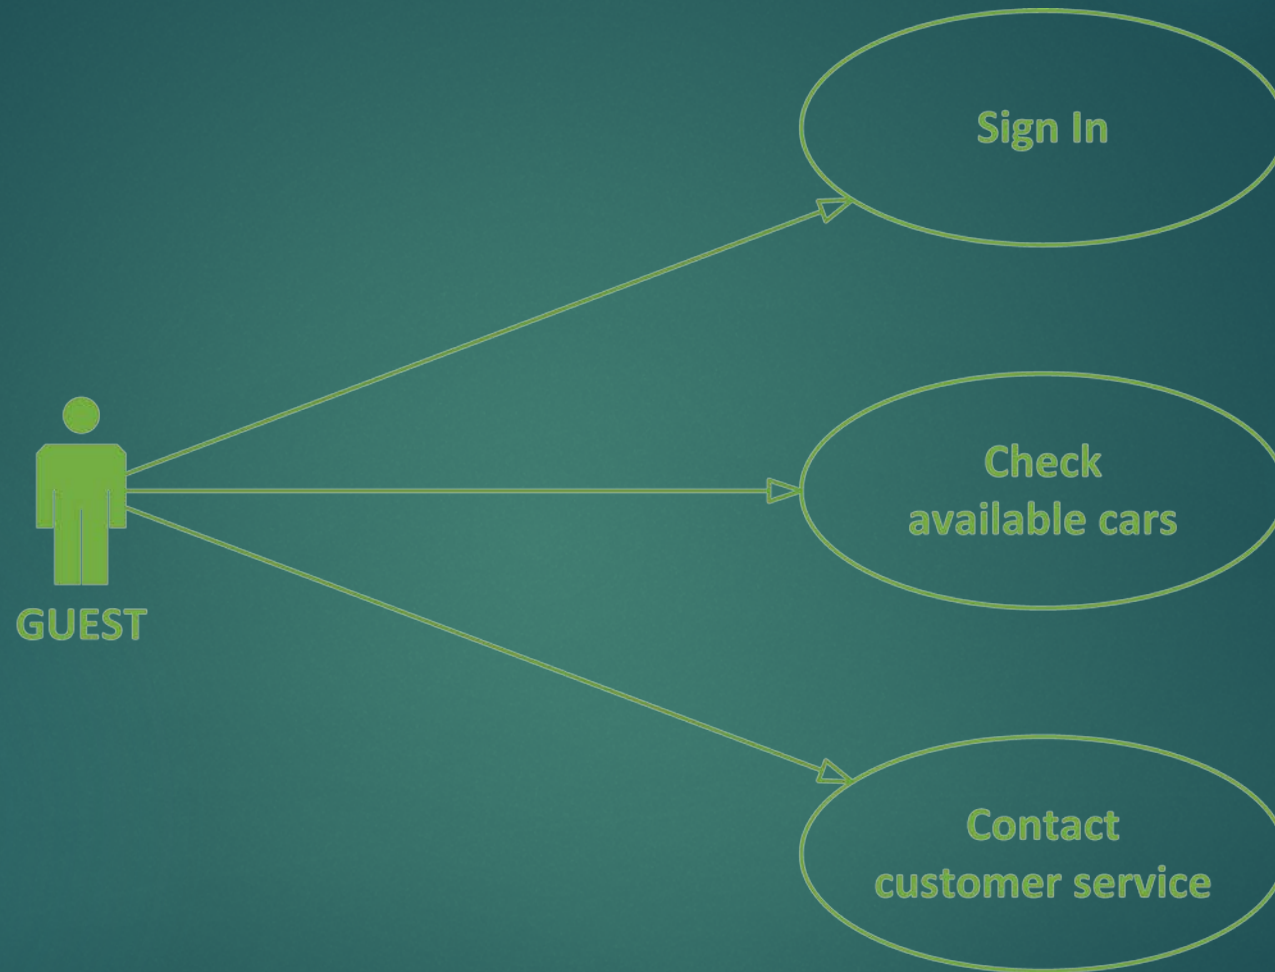 Sign In
Check
available cars
GUEST
Contact
customer service